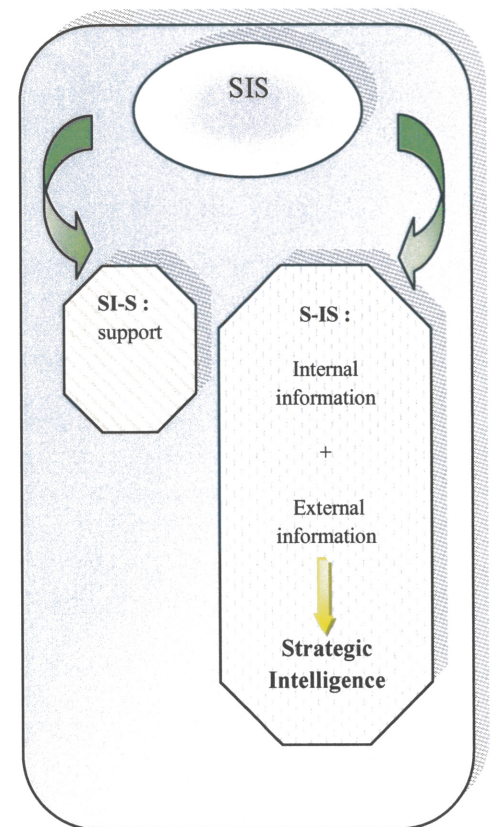 SIS
SI-S :
support
S-IS :
Internal
information
+
External
information
Strategic
Intelligence